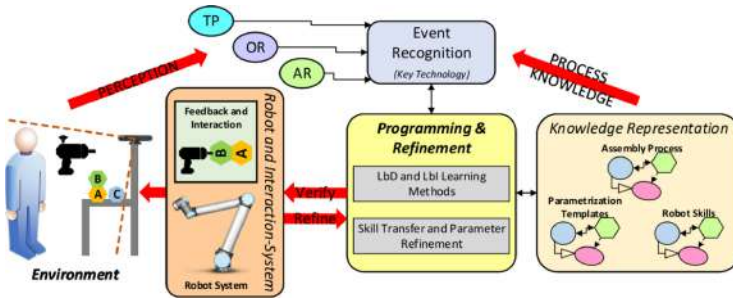 TP
OR
AR
Event
Recognition
(Key Technology)
PERCEPTION
PROCESS
KNOWLEDGE
Feedback and
Interaction
B
A
Robot and Interaction-System
Robot System
Programming &
Refinement
LbD and LbI Learning
Methods
Skill Transfer and Parameter
Refinement
Verify
Refine
Knowledge Representation
Assembly Process
Parametrization
Templates
Robot Skills
B
A
C
Environment